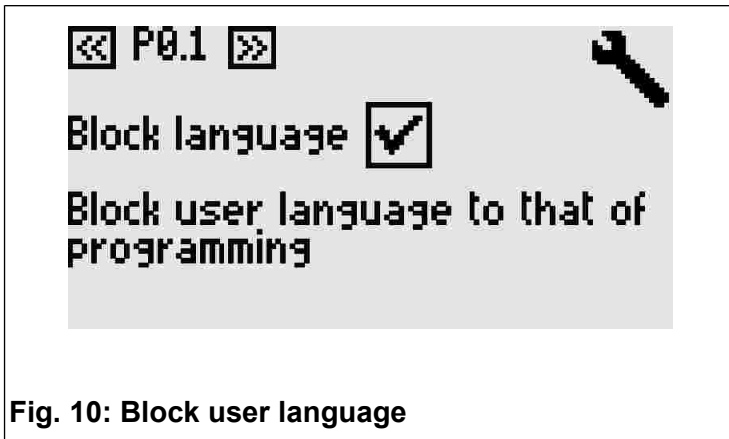 << P0.1 >>
Block language ✓
Block user language to that of
programming
Fig. 10: Block user language